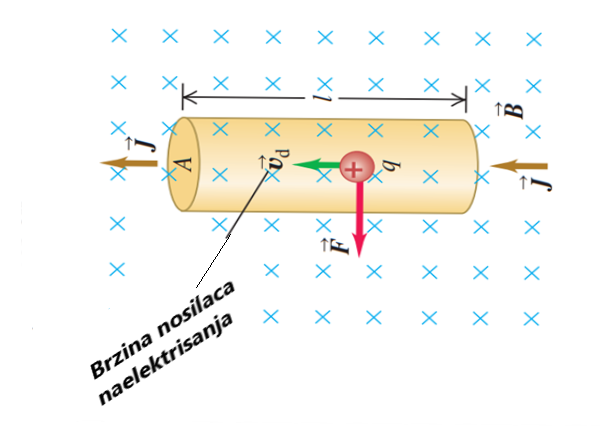 l
B
J
A
v_d
q
J
F
Brzina nosilaca
naelektrisanja